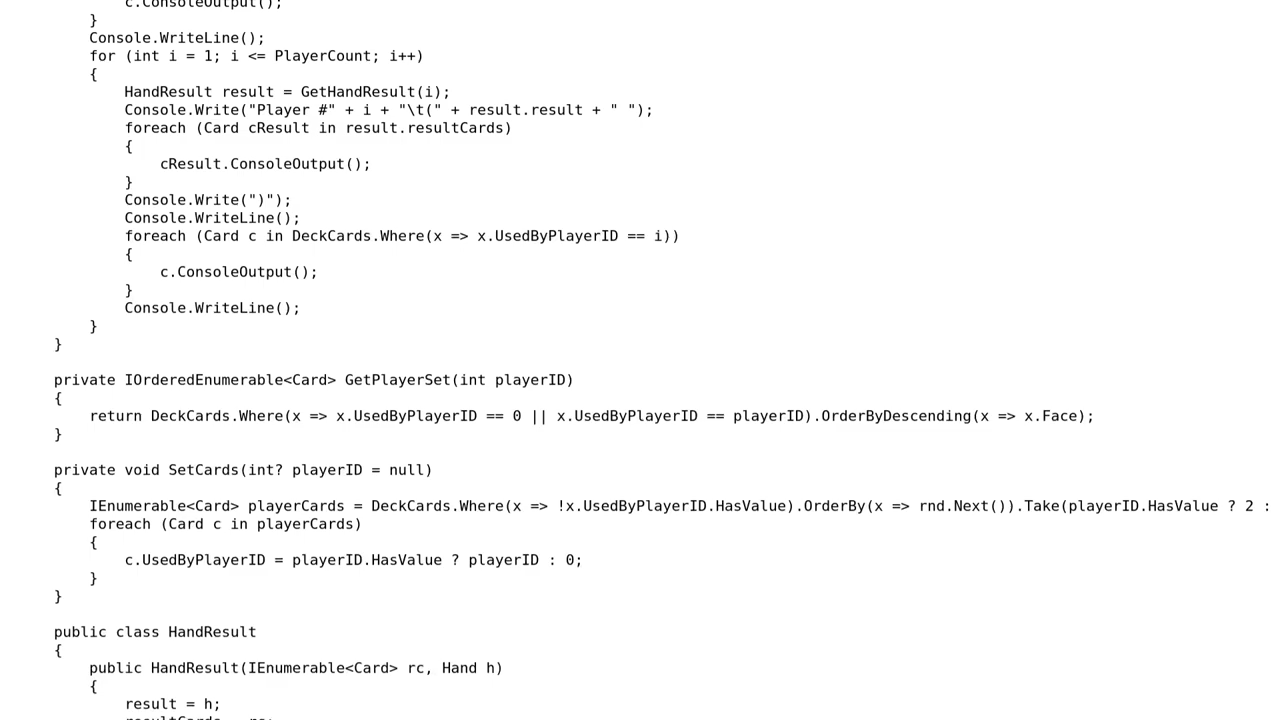 c.ConsoleOutput();
}
Console.WriteLine();
for (int i = 1; i <= PlayerCount; i++)
{
HandResult result = GetHandResult(i);
Console.Write("Player #" + i + "\t(" + result.result + " ");
foreach (Card cResult in result.resultCards)
{
cResult.ConsoleOutput();
}
Console.Write(")");
Console.WriteLine();
foreach (Card c in DeckCards.Where(x => x.UsedByPlayerID == i))
{
c.ConsoleOutput();
}
Console.WriteLine();
}
}
private IOrderedEnumerable<Card> GetPlayerSet(int playerID)
{
return DeckCards.Where(x => x.UsedByPlayerID == 0 || x.UsedByPlayerID == playerID).OrderByDescending(x => x.Face);
}
private void SetCards(int? playerID = null)
{
IEnumerable<Card> playerCards = DeckCards.Where(x => !x.UsedByPlayerID.HasValue).OrderBy(x => rnd.Next()).Take(playerID.HasValue ? 2 :
foreach (Card c in playerCards)
{
c.UsedByPlayerID = playerID.HasValue ? playerID : 0;
}
}
public class HandResult
{
public HandResult(IEnumerable<Card> rc, Hand h)
{
result = h;